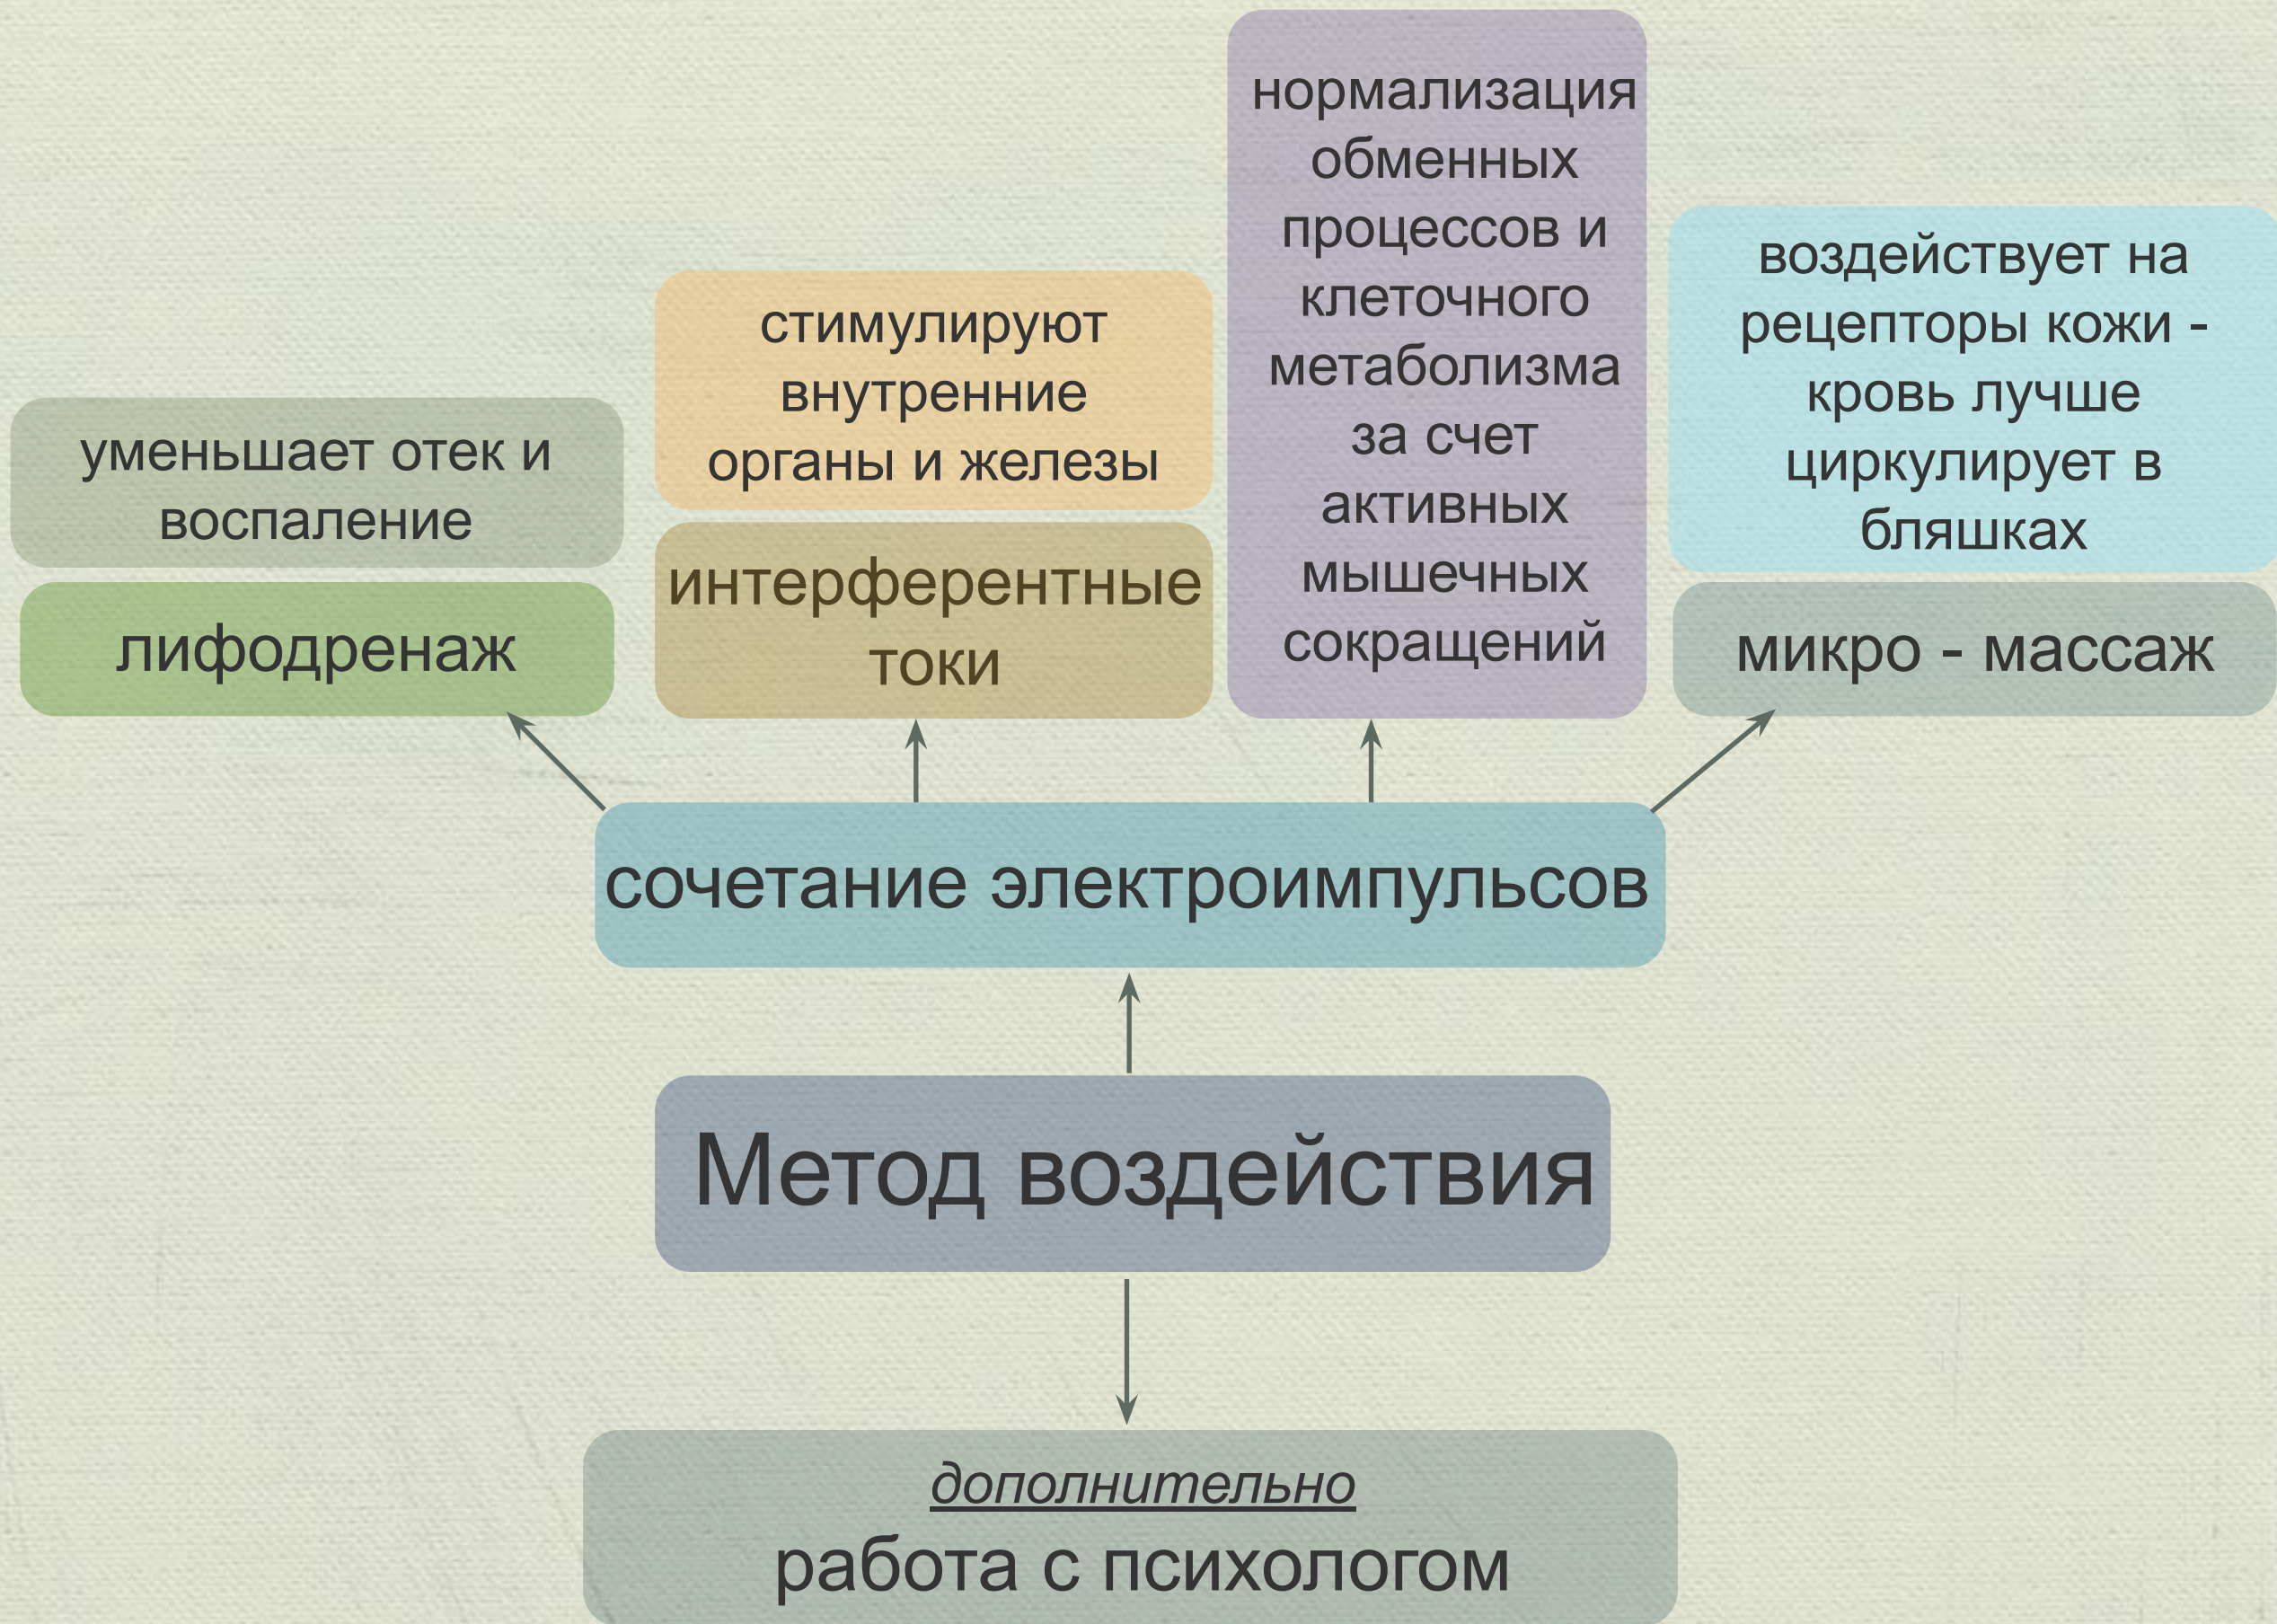 уменьшает отек и
воспаление
лифодренаж
стимулируют
внутренние
органы и железы
интерферентные
токи
нормализация
обменных
процессов и
клеточного
метаболизма
за счет
активных
мышечных
сокращений
воздействует на
рецепторы кожи -
кровь лучше
циркулирует в
бляшках
микро - массаж
сочетание электроимпульсов
Метод воздействия
дополнительно
работа с психологом